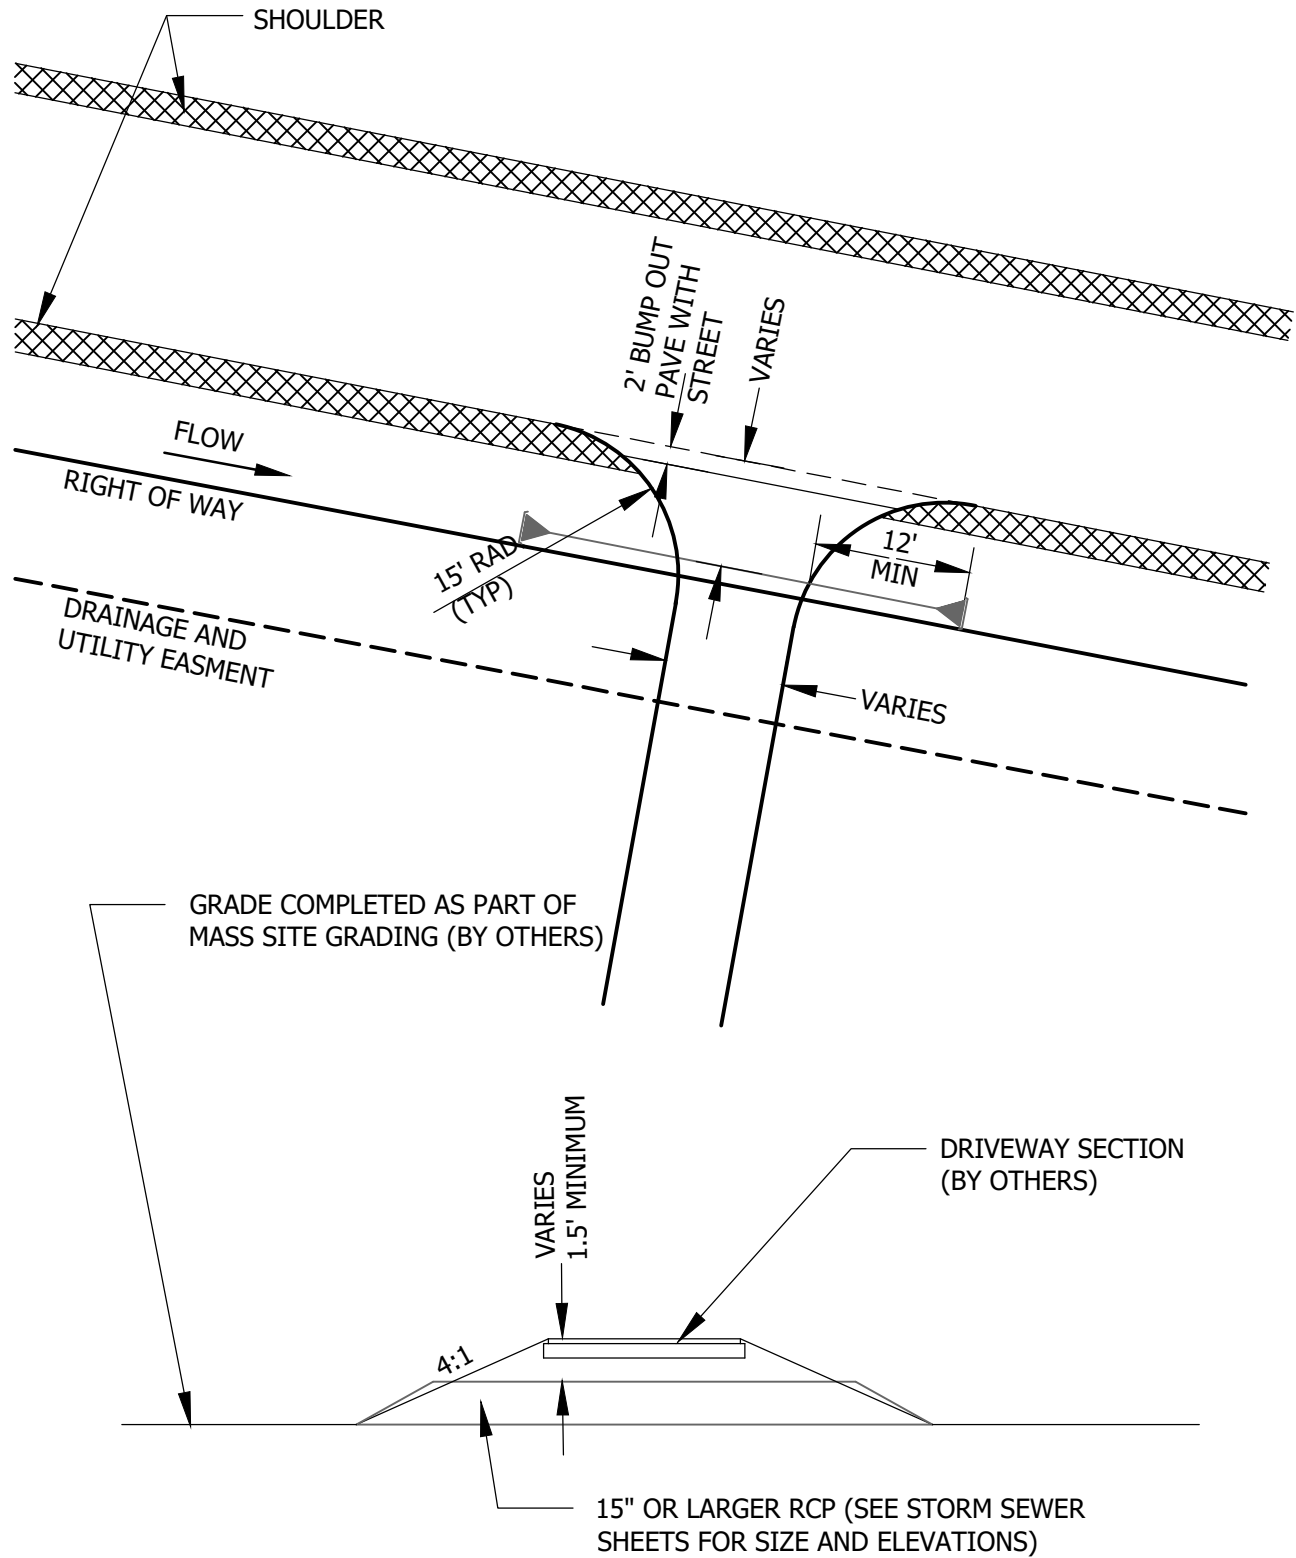 SHOULDER
2' BUMP OUT
PAVE WITH
STREET
VARIES
FLOW
RIGHT OF WAY
12'
MIN
15' RAD
(TYP)
DRAINAGE AND
UTILITY EASMENT
VARIES
GRADE COMPLETED AS PART OF
MASS SITE GRADING (BY OTHERS)
VARIES
1.5' MINIMUM
DRIVEWAY SECTION
(BY OTHERS)
4:1
15" OR LARGER RCP (SEE STORM SEWER
SHEETS FOR SIZE AND ELEVATIONS)